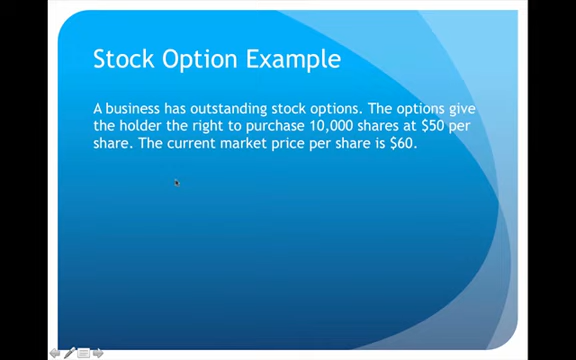 Stock Option Example
A business has outstanding stock options. The options give
the holder the right to purchase 10,000 shares at $50 per
share. The current market price per share is $60.